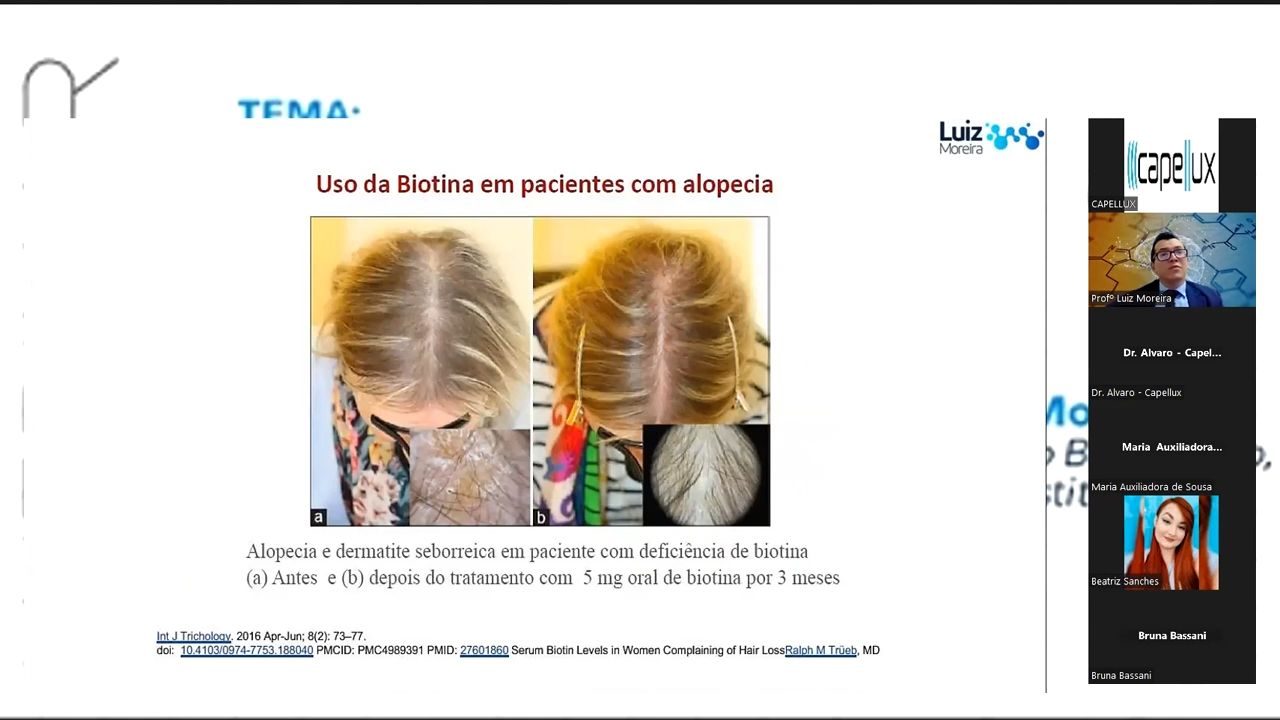 TEMA:
Luiz
Moreira
Uso da Biotina em pacientes com alopecia
a
b
Alopecia e dermatite seborreica em paciente com deficiência de biotina
(a) Antes e (b) depois do tratamento com 5 mg oral de biotina por 3 meses
Int J Trichology. 2016 Apr-Jun; 8(2): 73–77.
doi: 10.4103/0974-7753.188040 PMCID: PMC4989391 PMID: 27601860 Serum Biotin Levels in Women Complaining of Hair LossRalph M Trüeb, MD
capellux
CAPELLUX
Profº Luiz Moreira
Dr. Alvaro - Capel...
Dr. Alvaro - Capellux
Maria Auxiliadora...
Maria Auxiliadora de Sousa
Beatriz Sanches
Bruna Bassani
Bruna Bassani